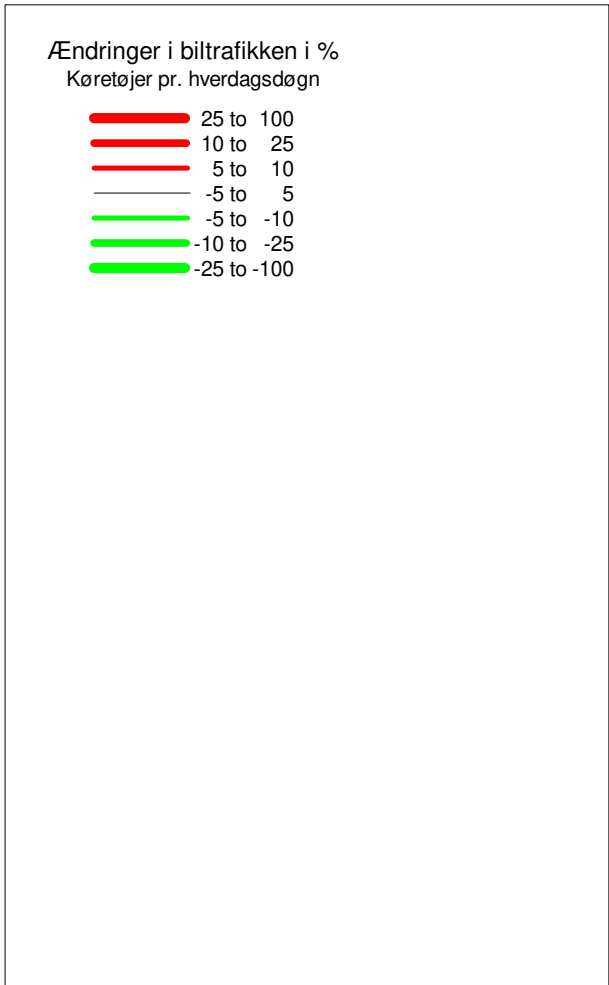 Ændringer i biltrafikken i %
Køretøjer pr. hverdagsdøgn
25 to 100
10 to 25
5 to 10
-5 to 5
-5 to -10
-10 to -25
-25 to -100